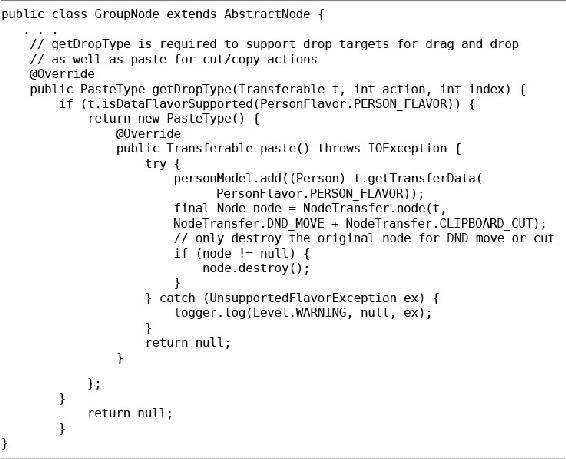 public class GroupNode extends AbstractNode {
   . . .
    // getDropType is required to support drop targets for drag and drop
    // as well as paste for cut/copy actions
    @Override
    public PasteType getDropType(Transferable t, int action, int index) {
        if (t.isDataFlavorSupported(PersonFlavor.PERSON_FLAVOR)) {
            return new PasteType() {
                @Override
                public Transferable paste() throws IOException {
                    try {
                        personModel.add((Person) t.getTransferData(
                              PersonFlavor.PERSON_FLAVOR));
                        final Node node = NodeTransfer.node(t,
                        NodeTransfer.DND_MOVE + NodeTransfer.CLIPBOARD_CUT);
                        // only destroy the original node for DND move or cut
                        if (node != null) {
                            node.destroy();
                        }
                    } catch (UnsupportedFlavorException ex) {
                        logger.log(Level.WARNING, null, ex);
                    }
                    return null;
                }
            };
        }
            return null;
        }
}